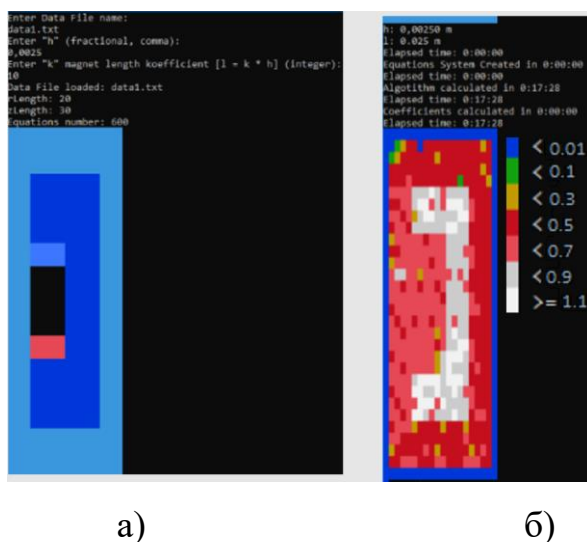 Enter Data File name:
data1.txt
Enter "h" (fractional, comma):
0,0025
Enter "k" magnet length koefficient [l = k * h] (integer):
10
Data File loaded: data1.txt
rLength: 20
zLength: 30
Equations number: 600
h: 0,00250 m
l: 0.025 m
Elapsed time: 0:00:00
Equations System Created in 0:00:00
Elapsed time: 0:00:00
Algotithm calculated in 0:17:28
Elapsed time: 0:17:28
Coefficients calculated in 0:00:00
Elapsed time: 0:17:28
< 0.01
< 0.1
< 0.3
< 0.5
< 0.7
< 0.9
>= 1.1
а)
б)